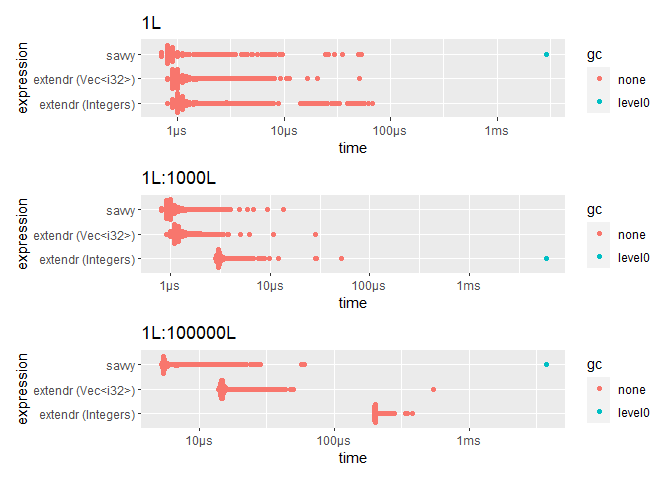 1L
expression
savvy
extendr (Vec<i32>)
extendr (Integers)
1µs
10µs
100µs
1ms
time
gc
none
level0
1L:1000L
expression
savvy
extendr (Vec<i32>)
extendr (Integers)
1µs
10µs
100µs
1ms
time
gc
none
level0
1L:100000L
expression
savvy
extendr (Vec<i32>)
extendr (Integers)
10µs
100µs
1ms
time
gc
none
level0